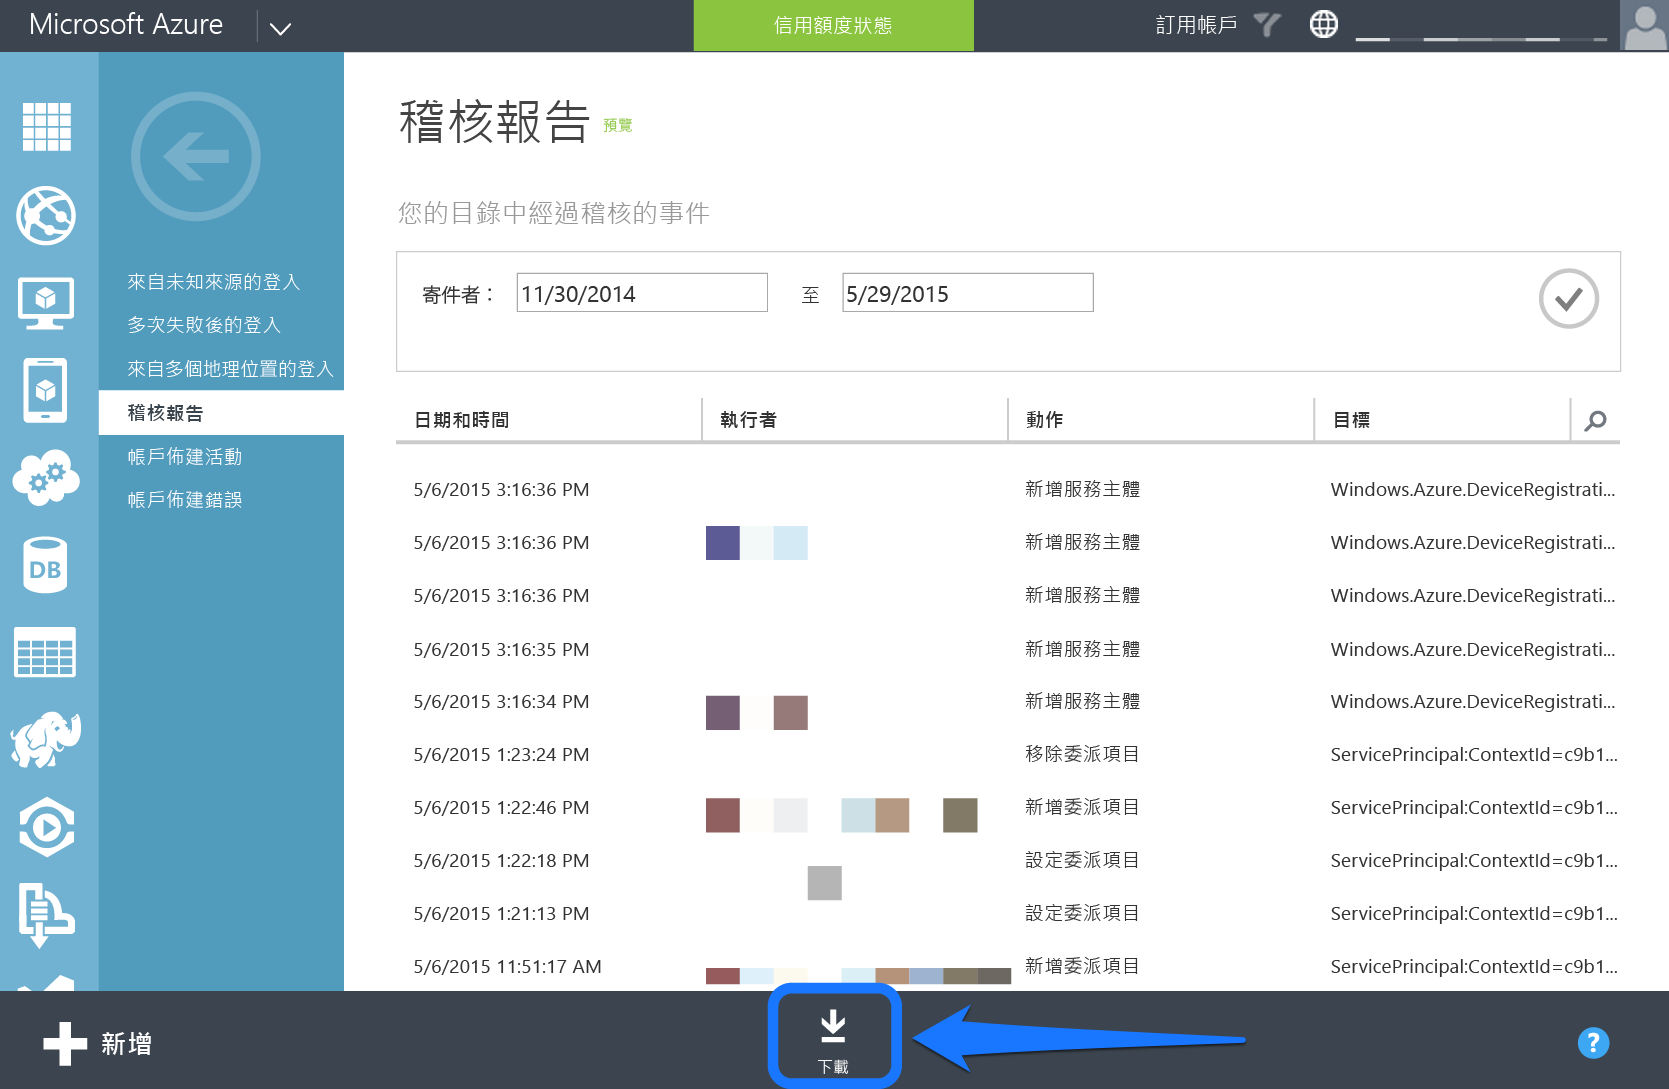 Microsoft Azure
信用額度狀態
訂用帳戶
稽核報告 預覽
您的目錄中經過稽核的事件
來自未知來源的登入
多次失敗後的登入
來自多個地理位置的登入
稽核報告
帳戶佈建活動
帳戶佈建錯誤
寄件者： 11/30/2014 至 5/29/2015
日期和時間 執行者 動作 目標
5/6/2015 3:16:36 PM 新增服務主體 Windows.Azure.DeviceRegistrati...
5/6/2015 3:16:36 PM 新增服務主體 Windows.Azure.DeviceRegistrati...
5/6/2015 3:16:36 PM 新增服務主體 Windows.Azure.DeviceRegistrati...
5/6/2015 3:16:35 PM 新增服務主體 Windows.Azure.DeviceRegistrati...
5/6/2015 3:16:34 PM 新增服務主體 Windows.Azure.DeviceRegistrati...
5/6/2015 1:23:24 PM 移除委派項目 ServicePrincipal:ContextId=c9b1...
5/6/2015 1:22:46 PM 新增委派項目 ServicePrincipal:ContextId=c9b1...
5/6/2015 1:22:18 PM 設定委派項目 ServicePrincipal:ContextId=c9b1...
5/6/2015 1:21:13 PM 設定委派項目 ServicePrincipal:ContextId=c9b1...
5/6/2015 11:51:17 AM 新增委派項目 ServicePrincipal:ContextId=c9b1...
DB
新增
下載
?